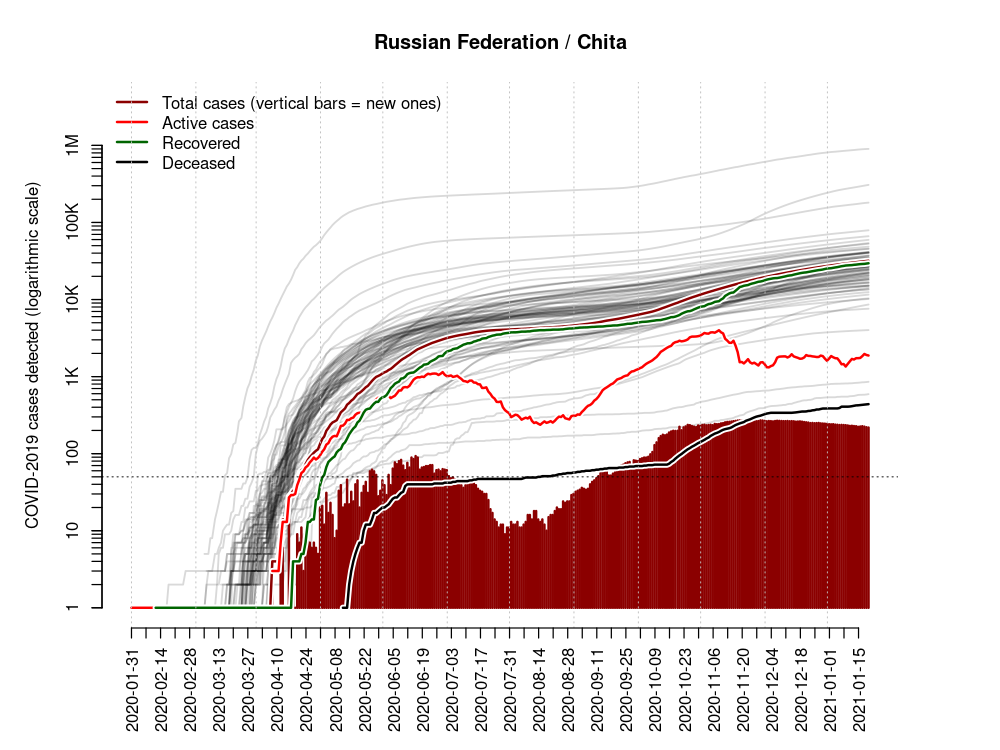 Russian Federation / Chita
Total cases (vertical bars = new ones)
Active cases
Recovered
Deceased
COVID-2019 cases detected (logarithmic scale)
1M
100K
10K
1K
100
10
1
2020-01-31
2020-02-14
2020-02-28
2020-03-13
2020-03-27
2020-04-10
2020-04-24
2020-05-08
2020-05-22
2020-06-05
2020-06-19
2020-07-03
2020-07-17
2020-07-31
2020-08-14
2020-08-28
2020-09-11
2020-09-25
2020-10-09
2020-10-23
2020-11-06
2020-11-20
2020-12-04
2020-12-18
2021-01-01
2021-01-15